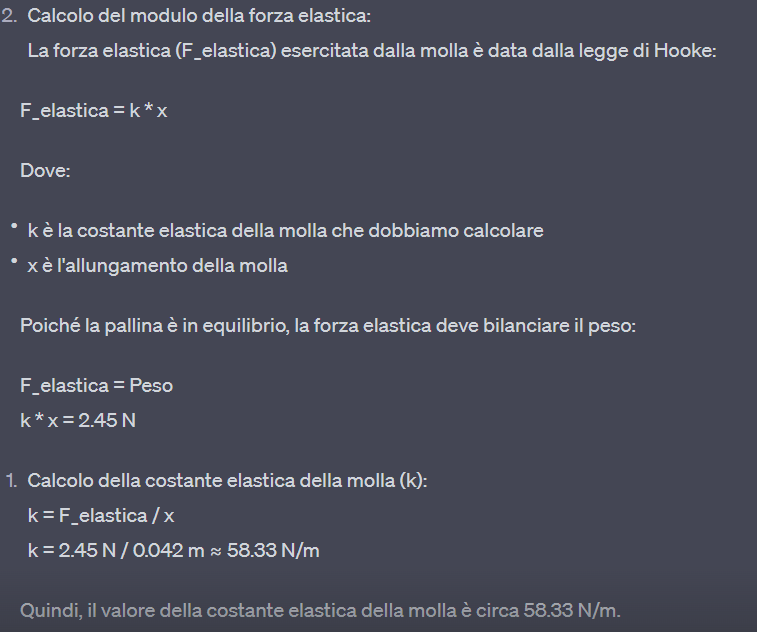 2. Calcolo del modulo della forza elastica:
La forza elastica (F_elastica) esercitata dalla molla è data dalla legge di Hooke:
F_elastica = k * x
Dove:
• k è la costante elastica della molla che dobbiamo calcolare
• x è l'allungamento della molla
Poiché la pallina è in equilibrio, la forza elastica deve bilanciare il peso:
F_elastica = Peso
k * x = 2.45 N
1. Calcolo della costante elastica della molla (k):
k = F_elastica / x
k = 2.45 N / 0.042 m ≈ 58.33 N/m
Quindi, il valore della costante elastica della molla è circa 58.33 N/m.